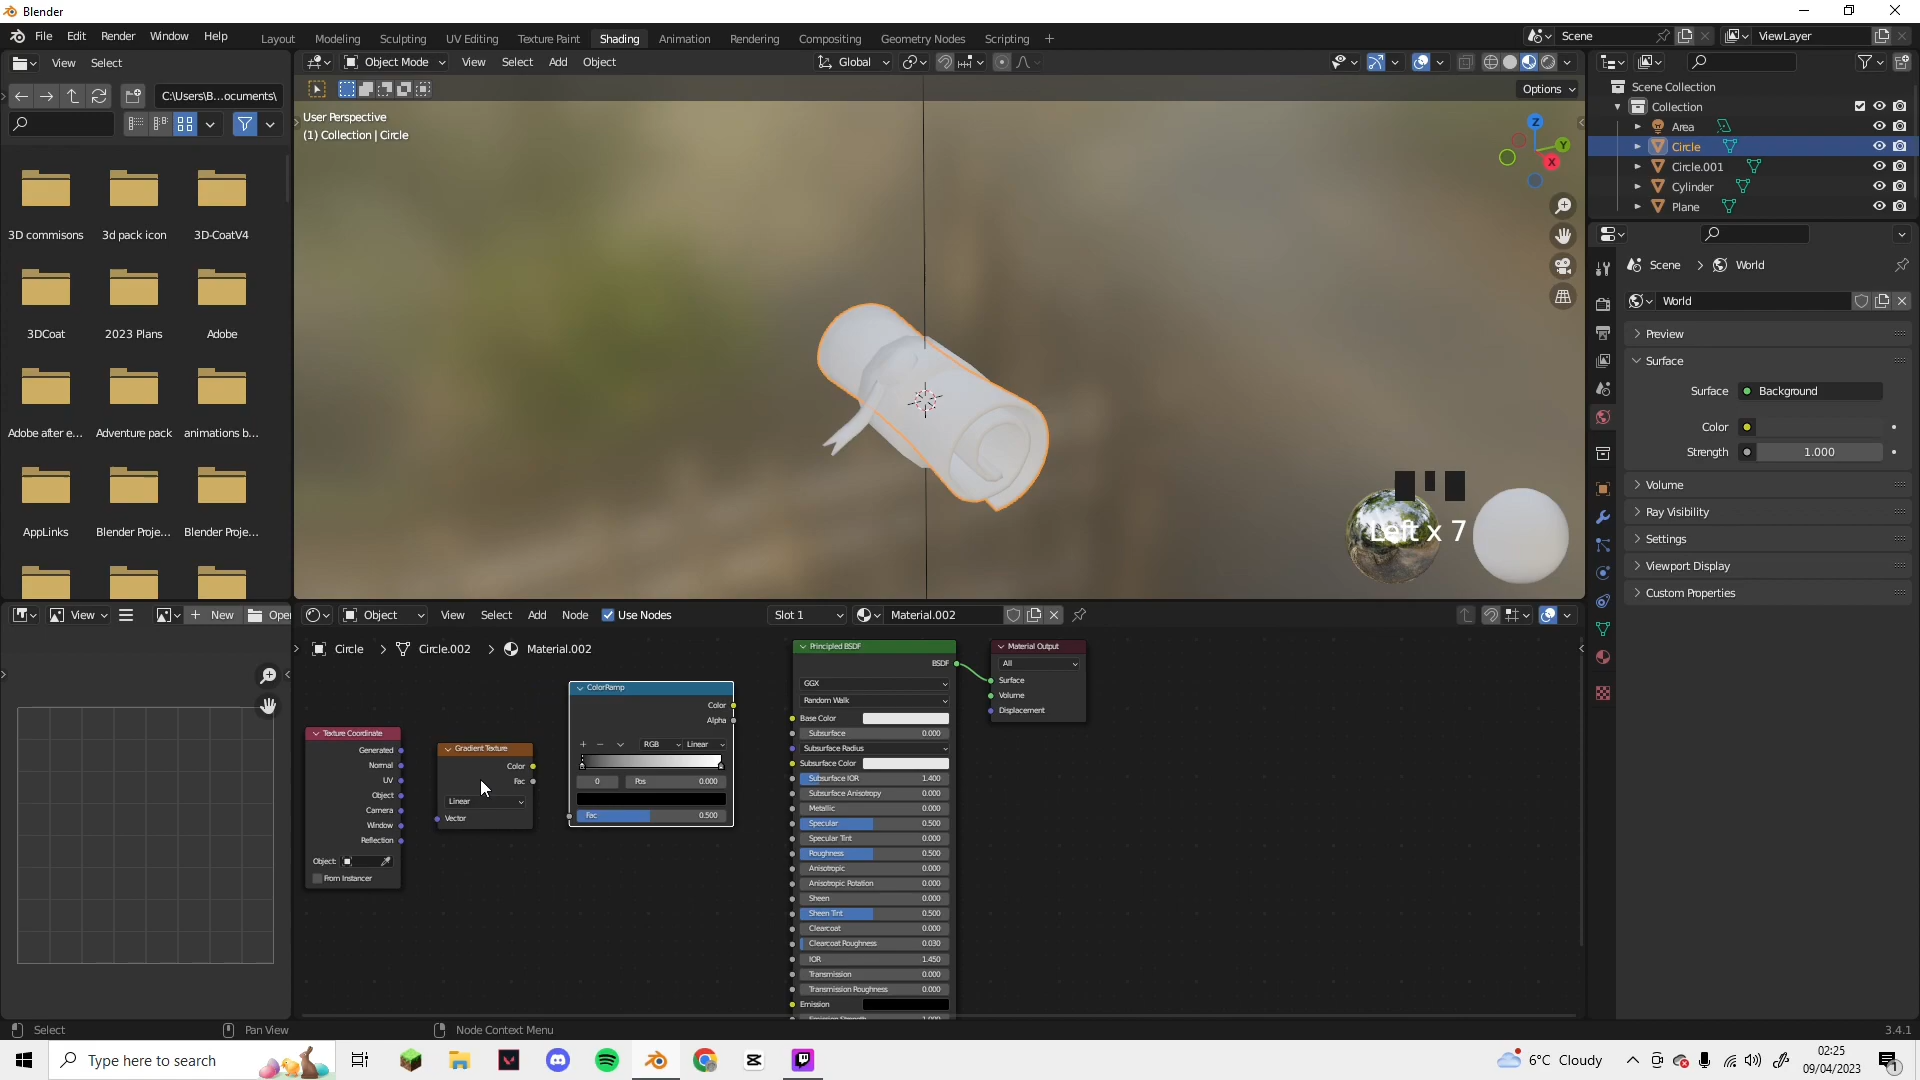 Blender
File Edit Render Window Help
Layout Modeling Sculpting UV Editing Texture Paint Shading Animation Rendering Compositing Geometry Nodes Scripting
Scene
ViewLayer
View Select
Object Mode View Select Add Object
Global
C:\Users\B...ocuments\
Options
User Perspective
(1) Collection | Circle
Z
Y
X
Scene Collection
Collection
Area
Circle
Circle.001
Cylinder
Plane
3D commisons 3d pack icon 3D-CoatV4
3DCoat 2023 Plans Adobe
Adobe after e... Adventure pack animations b...
AppLinks Blender Proje... Blender Proje...
Scene > World
World
Preview
Surface
Surface Background
Color
Strength 1.000
Volume
Ray Visibility
Settings
Viewport Display
Custom Properties
Left x 7
View New Open
Object View Select Add Node Use Nodes
Slot 1 Material.002
Circle > Circle.002 > Material.002
Texture Coordinate
Generated
Normal
UV
Object
Camera
Window
Reflection
Object:
From Instancer
Gradient Texture
Color
Fac
Linear
Vector
ColorRamp
Color
Alpha
RGB Linear
0 Pos 0.000
Fac 0.500
Principled BSDF
BSDF
GGX
Random Walk
Base Color
Subsurface 0.000
Subsurface Radius
Subsurface Color
Subsurface IOR 1.400
Subsurface Anisotropy 0.000
Metallic 0.000
Specular 0.500
Specular Tint 0.000
Roughness 0.500
Anisotropic 0.000
Anisotropic Rotation 0.000
Sheen 0.000
Sheen Tint 0.500
Clearcoat 0.000
Clearcoat Roughness 0.030
IOR 1.450
Transmission 0.000
Transmission Roughness 0.000
Emission
Material Output
All
Surface
Volume
Displacement
Select Pan View Node Context Menu
3.4.1
Type here to search
6°C Cloudy
02:25
09/04/2023
1